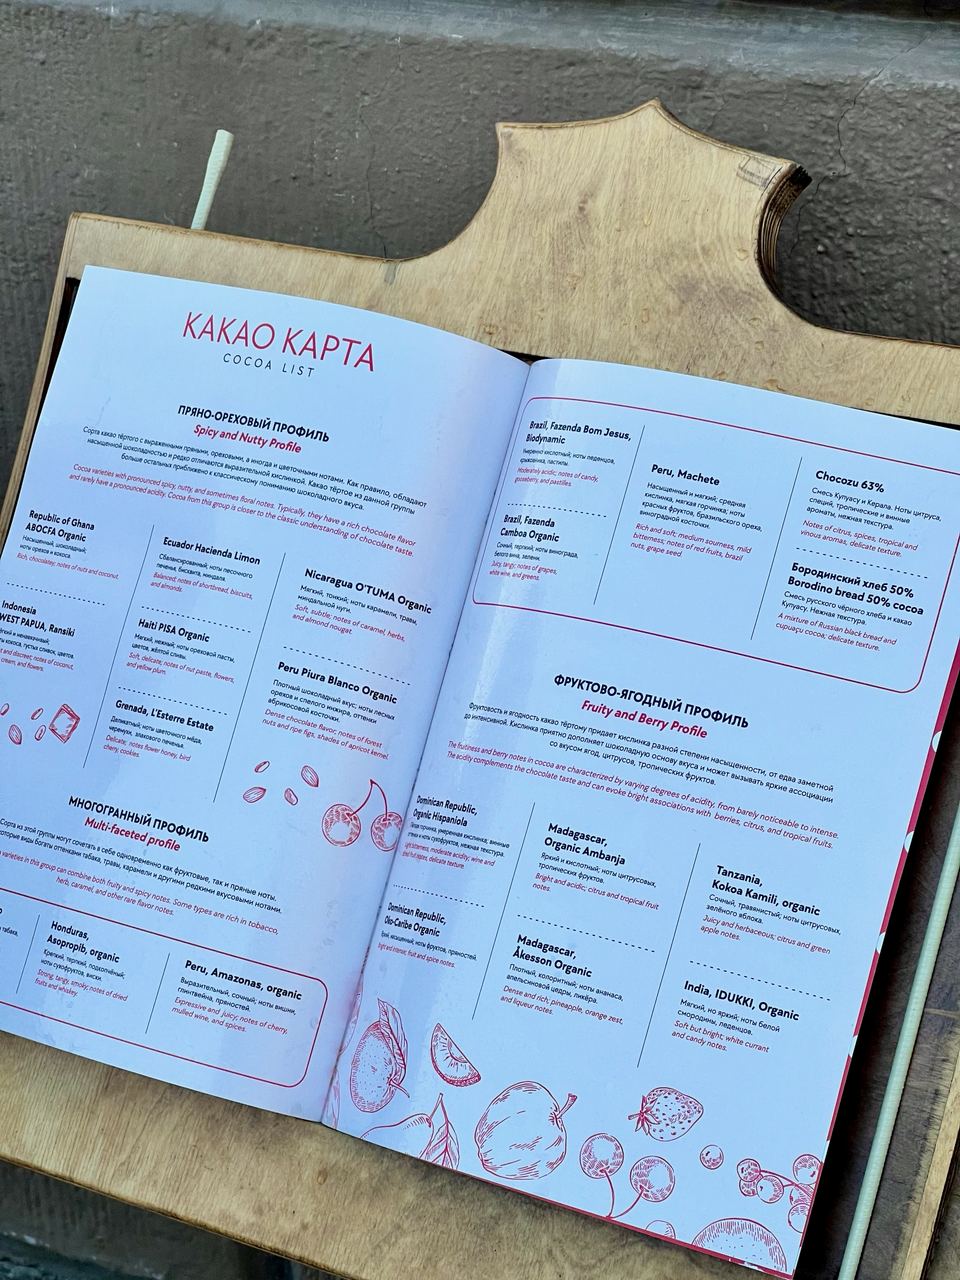 КАКАО КАРТА
COCOA LIST
ПРЯНО-ОРЕХОВЫЙ ПРОФИЛЬ
Spicy and Nutty Profile
Сорта какао тёртого с выраженными пряными, ореховыми, а иногда и цветочными нотами. Как правило, обладают
насыщенной шоколадностью и редко отличаются выразительной кислинкой. Какао тёртое из данной группы
больше остальных приближено к классическому пониманию шоколадного вкуса.
Cocoa varieties with pronounced spicy, nutty, and sometimes floral notes. Typically, they have a rich chocolate flavor
and rarely have a pronounced acidity. Cocoa from this group is closer to the classic understanding of chocolate taste.
Republic of Ghana
ABOCFA Organic
Насыщенный, шоколадный;
ноты орехов и кокоса.
Rich, chocolatey; notes of nuts and coconut.
Indonesia
WEST PAPUA, Ransiki
и ненавязчивый;
кокоса, густых сливок, цветов.
and discreet; notes of coconut,
cream, and flowers.
Ecuador Hacienda Limon
Сбалансированный; ноты песочного
печенья, бисквита, миндаля.
Balanced; notes of shortbread, biscuits,
and almonds.
Haiti PISA Organic
Мягкий, нежный; ноты ореховой пасты,
цветов, жёлтой сливы.
Soft, delicate; notes of nut paste, flowers,
and yellow plum.
Grenada, L'Esterre Estate
Деликатный; ноты цветочного мёда,
черемухи, злакового печенья.
Delicate; notes flower honey, bird
cherry, cookies.
Nicaragua O'TUMA Organic
Мягкий, тонкий; ноты карамели, травы,
миндальной нуги.
Soft, subtle; notes of caramel, herbs,
and almond nougat.
Peru Piura Blanco Organic
Плотный шоколадный вкус; ноты лесных
орехов и спелого инжира, оттенки
абрикосовой косточки.
Dense chocolate flavor; notes of forest
nuts and ripe figs, shades of apricot kernel.
МНОГОГРАННЫЙ ПРОФИЛЬ
Multi-faceted profile
Сорта из этой группы могут сочетать в себе одновременно как фруктовые, так и пряные ноты.
Некоторые виды богаты оттенками табака, травы, карамели и другими редкими вкусовыми нотами.
varieties in this group can combine both fruity and spicy notes. Some types are rich in tobacco,
herb, caramel, and other rare flavor notes.
табака,
Honduras,
Asopropib, organic
Крепкий, терпкий, подкопчёный;
ноты сухофруктов, виски.
Strong, tangy, smoky; notes of dried
fruits and whiskey.
Peru, Amazonas, organic
Выразительный, сочный; ноты вишни,
глинтвейна, пряностей.
Expressive and juicy; notes of cherry,
mulled wine, and spices.
Brazil, Fazenda Bom Jesus,
Biodynamic
Умеренно кислотный; ноты леденцов,
крыжовника, пастилы.
Moderately acidic; notes of candy,
gooseberry, and pastilles.
Brazil, Fazenda
Camboa Organic
Сочный, терпкий; ноты винограда,
белого вина, зелени.
Juicy, tangy; notes of grapes,
white wine, and greens.
Peru, Machete
Насыщенный и мягкий; средняя
кислинка, мягкая горчинка; ноты
красных фруктов, бразильского ореха,
виноградной косточки.
Rich and soft; medium sourness, mild
bitterness; notes of red fruits, brazil
nuts, grape seed.
Chocozu 63%
Смесь Купуасу и Керала. Ноты цитруса,
специй, тропические и винные
ароматы, нежная текстура.
Notes of citrus, spices, tropical and
vinous aromas, delicate texture.
Бородинский хлеб 50%
Borodino bread 50% cocoa
Смесь русского чёрного хлеба и какао
Купуасу. Нежная текстура.
A mixture of Russian black bread and
cupuaçu cocoa; delicate texture.
ФРУКТОВО-ЯГОДНЫЙ ПРОФИЛЬ
Fruity and Berry Profile
Фруктовость и ягодность какао тёртому придает кислинка разной степени насыщенности, от едва заметной
до интенсивной. Кислинка приятно дополняет шоколадную основу вкуса и может вызывать яркие ассоциации
со вкусом ягод, цитрусов, тропических фруктов.
The fruitiness and berry notes in cocoa are characterized by varying degrees of acidity, from barely noticeable to intense.
The acidity complements the chocolate taste and can evoke bright associations with berries, citrus, and tropical fruits.
Dominican Republic,
Organic Hispaniola
горчинка, умеренная кислинка; винные
ноты сухофруктов, нежная текстура.
Light bitterness, moderate acidity; wine and
dried fruit notes, delicate texture.
Dominican Republic,
Öko-Caribe Organic
Яркий, насыщенный; ноты фруктов, пряностей.
Bright and intense; fruit and spice notes.
Madagascar,
Organic Ambanja
Яркий и кислотный; ноты цитрусовых,
тропических фруктов.
Bright and acidic; citrus and tropical fruit
notes.
Madagascar,
Åkesson Organic
Плотный, колоритный; ноты ананаса,
апельсиновой цедры, ликёра.
Dense and rich; pineapple, orange zest,
and liqueur notes.
Tanzania,
Kokoa Kamili, organic
Сочный, травянистый; ноты цитрусовых,
зелёного яблока.
Juicy and herbaceous; citrus and green
apple notes.
India, IDUKKI, Organic
Мягкий, но яркий; ноты белой
смородины, леденцов.
Soft but bright; white currant
and candy notes.